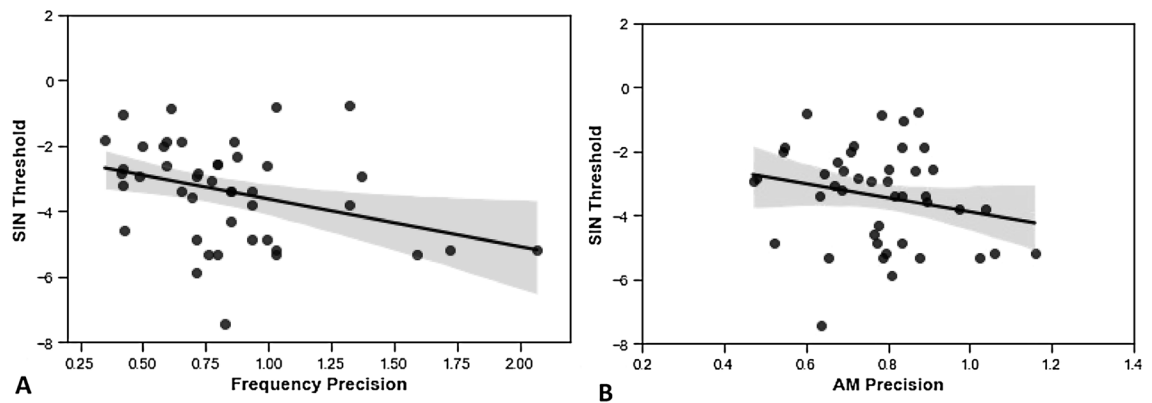 2
0
−2
−4
−6
−8
SIN Threshold
0.25 0.50 0.75 1.00 1.25 1.50 1.75 2.00
Frequency Precision
A
2
0
−2
−4
−6
−8
SIN Threshold
0.2 0.4 0.6 0.8 1.0 1.2 1.4
AM Precision
B